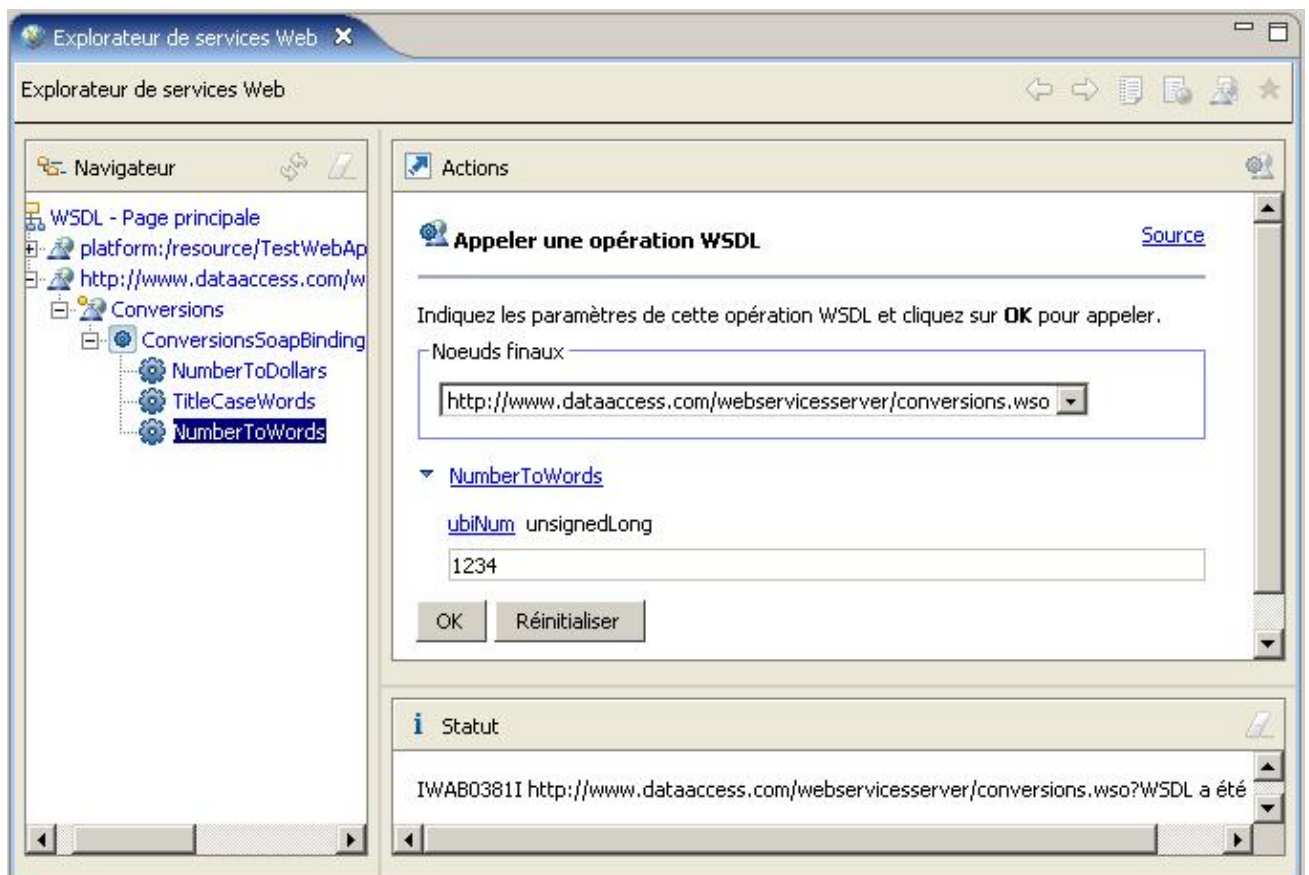 Explorateur de services Web
Explorateur de services Web
Navigateur
WSDL - Page principale
platform:/resource/TestWebAp
http://www.dataaccess.com/w
Conversions
ConversionsSoapBinding
NumberToDollars
TitleCaseWords
NumberToWords
Actions
Appeler une opération WSDL
Source
Indiquez les paramètres de cette opération WSDL et cliquez sur OK pour appeler.
Noeuds finaux
http://www.dataaccess.com/webservicesserver/conversions.wso
NumberToWords
ubiNum unsignedLong
1234
OK Réinitialiser
Statut
IWAB0381I http://www.dataaccess.com/webservicesserver/conversions.wso?WSDL a été